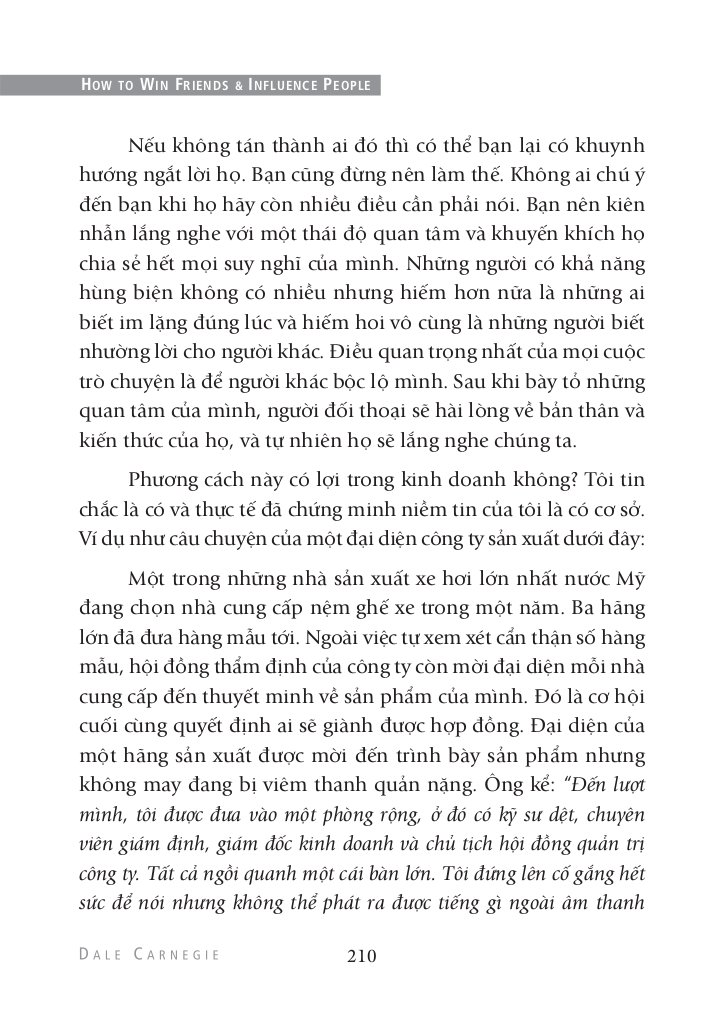 HOW TO WIN FRIENDS & INFLUENCE PEOPLE
Nếu không tán thành ai đó thì có thể bạn lại có khuynh
hướng ngắt lời họ. Bạn cũng đừng nên làm thế. Không ai chú ý
đến bạn khi họ hãy còn nhiều điều cần phải nói. Bạn nên kiên
nhẫn lắng nghe với một thái độ quan tâm và khuyến khích họ
chia sẻ hết mọi suy nghĩ của mình. Những người có khả năng
hùng biện không có nhiều nhưng hiếm hơn nữa là những ai
biết im lặng đúng lúc và hiếm hoi vô cùng là những người biết
nhường lời cho người khác. Điều quan trọng nhất của mọi cuộc
trò chuyện là để người khác bộc lộ mình. Sau khi bày tỏ những
quan tâm của mình, người đối thoại sẽ hài lòng về bản thân và
kiến thức của họ, và tự nhiên họ sẽ lắng nghe chúng ta.
Phương cách này có lợi trong kinh doanh không? Tôi tin
chắc là có và thực tế đã chứng minh niềm tin của tôi là có cơ sở.
Ví dụ như câu chuyện của một đại diện công ty sản xuất dưới đây:
Một trong những nhà sản xuất xe hơi lớn nhất nước Mỹ
đang chọn nhà cung cấp nệm ghế xe trong một năm. Ba hãng
lớn đã đưa hàng mẫu tới. Ngoài việc tự xem xét cẩn thận số hàng
mẫu, hội đồng thẩm định của công ty còn mời đại diện mỗi nhà
cung cấp đến thuyết minh về sản phẩm của mình. Đó là cơ hội
cuối cùng quyết định ai sẽ giành được hợp đồng. Đại diện của
một hãng sản xuất được mời đến trình bày sản phẩm nhưng
không may đang bị viêm thanh quản nặng. Ông kể: “Đến lượt
mình, tôi được đưa vào một phòng rộng, ở đó có kỹ sư dệt, chuyên
viên giám định, giám đốc kinh doanh và chủ tịch hội đồng quản trị
công ty. Tất cả ngồi quanh một cái bàn lớn. Tôi đứng lên cố gắng hết
sức để nói nhưng không thể phát ra được tiếng gì ngoài âm thanh
DALE CARNEGIE 210